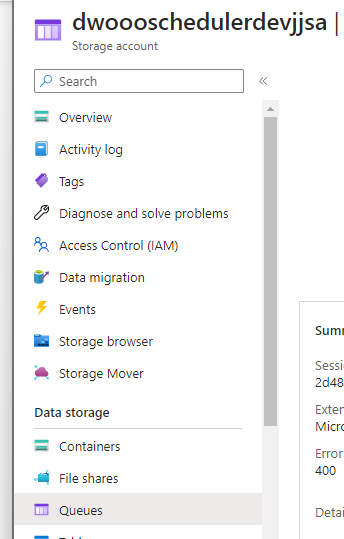 dwoooschedulerdevjjsa |
Storage account
Search
Overview
Activity log
Tags
Diagnose and solve problems
Access Control (IAM)
Data migration
Events
Storage browser
Storage Mover
Data storage
Containers
File shares
Queues
Summ
Sessi
2d48
Exten
Micro
Error
400
Detai